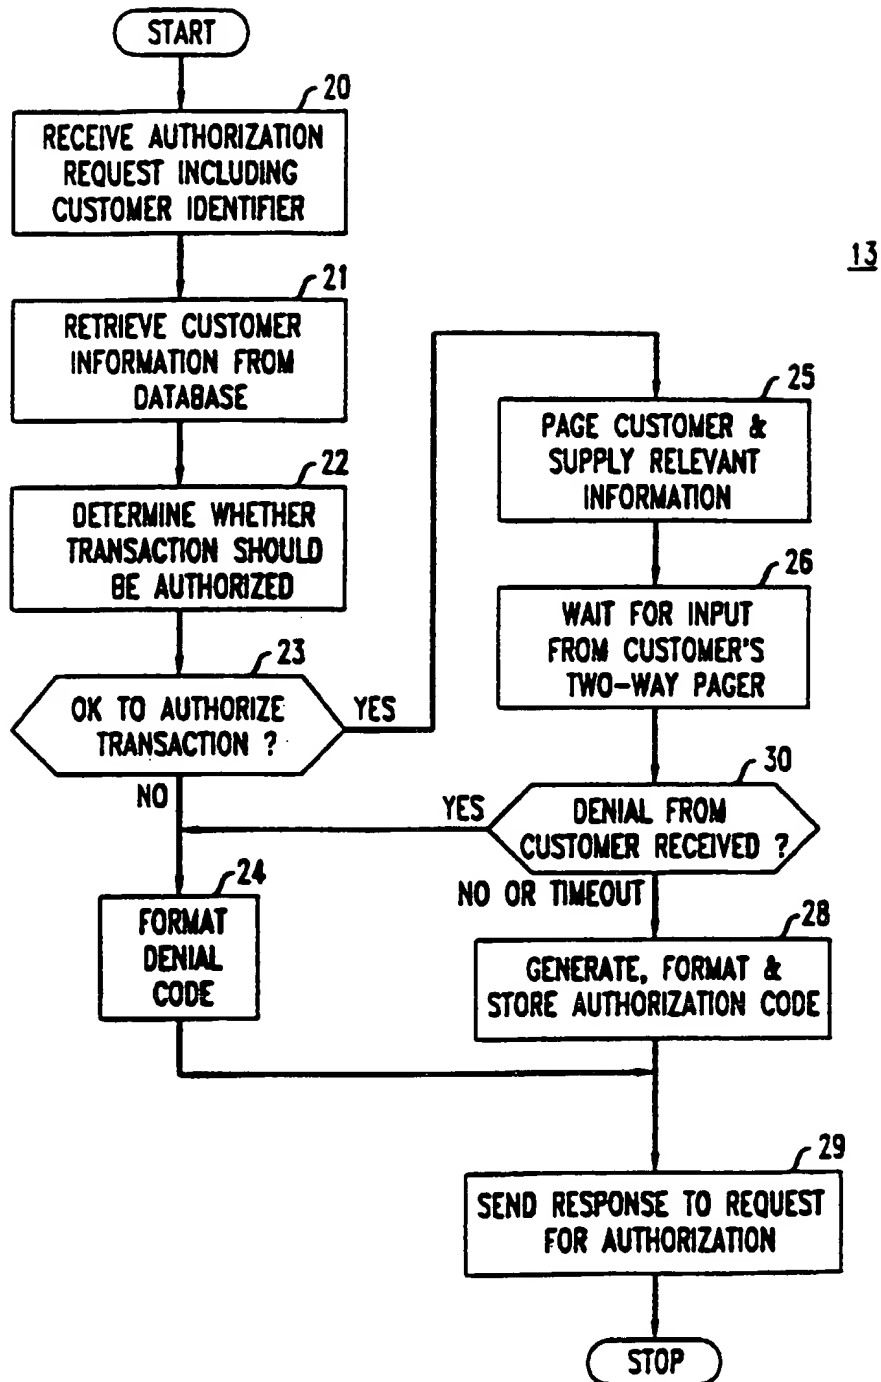 START
20
RECEIVE AUTHORIZATION
REQUEST INCLUDING
CUSTOMER IDENTIFIER
13
21
RETRIEVE CUSTOMER
INFORMATION FROM
DATABASE
22
DETERMINE WHETHER
TRANSACTION SHOULD
BE AUTHORIZED
23
OK TO AUTHORIZE
TRANSACTION ?
YES
NO
25
PAGE CUSTOMER &
SUPPLY RELEVANT
INFORMATION
26
WAIT FOR INPUT
FROM CUSTOMER'S
TWO-WAY PAGER
30
DENIAL FROM
CUSTOMER RECEIVED ?
YES
NO OR TIMEOUT
24
FORMAT
DENIAL
CODE
28
GENERATE, FORMAT &
STORE AUTHORIZATION CODE
29
SEND RESPONSE TO REQUEST
FOR AUTHORIZATION
STOP